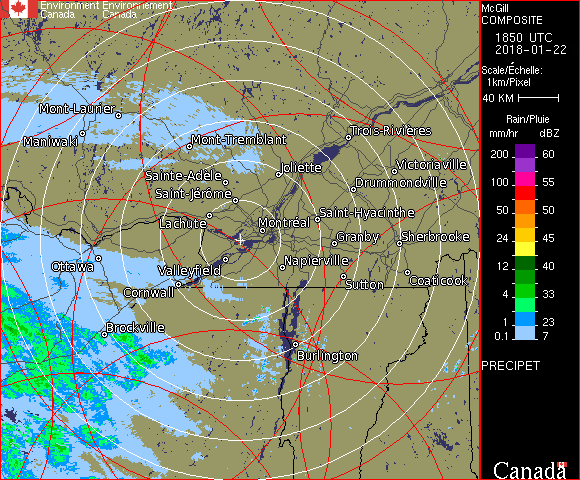 Environment Environnement
Canada Canada
McGill
COMPOSITE
1850 UTC
2018-01-22
Scale/Échelle:
1km/Pixel
40 KM
Rain/Pluie
mm/hr dBZ
200 60
100 55
50 50
24 45
12 40
4 33
1 23
0.1 7
PRECIPET
Canada
Mont-Laurier
Maniwaki
Mont-Tremblant
Trois-Rivières
Joliette
Victoriaville
Sainte-Adèle
Drummondville
Saint-Jérôme
Saint-Hyacinthe
Lachute
Montréal
Granby
Sherbrooke
Ottawa
Valleyfield
Napierville
Cornwall
Sutton
Coaticook
Brockville
Burlington